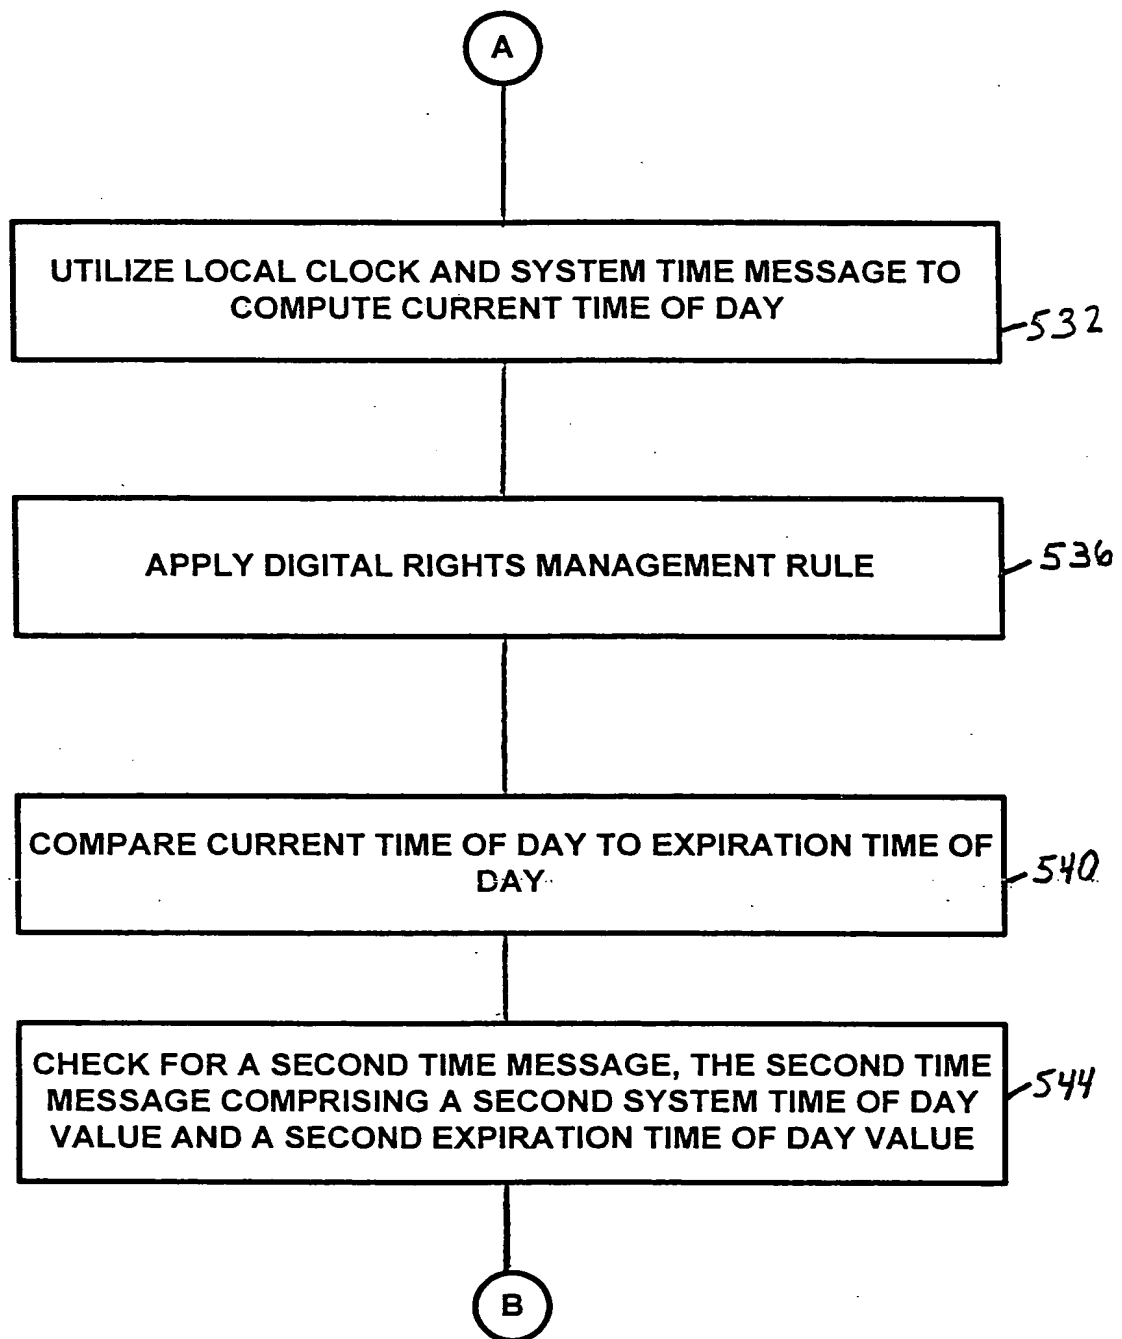 A
UTILIZE LOCAL CLOCK AND SYSTEM TIME MESSAGE TO
COMPUTE CURRENT TIME OF DAY
532
APPLY DIGITAL RIGHTS MANAGEMENT RULE
536
COMPARE CURRENT TIME OF DAY TO EXPIRATION TIME OF
DAY
540
CHECK FOR A SECOND TIME MESSAGE, THE SECOND TIME
MESSAGE COMPRISING A SECOND SYSTEM TIME OF DAY
VALUE AND A SECOND EXPIRATION TIME OF DAY VALUE
544
B